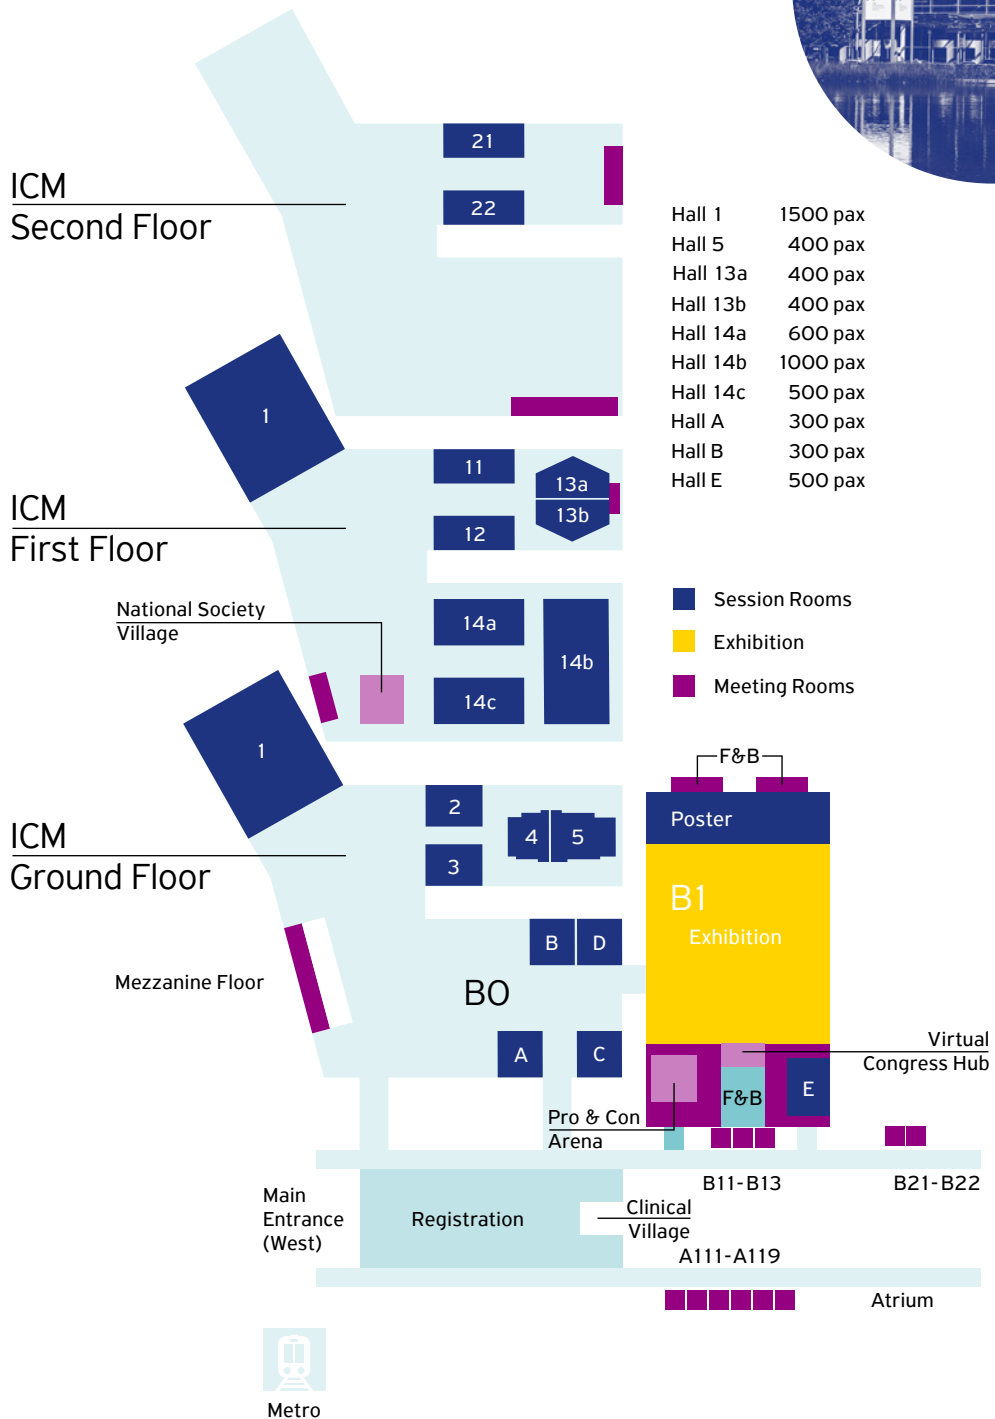 21
22
ICM
Second Floor
Hall 1 1500 pax
Hall 5 400 pax
Hall 13a 400 pax
Hall 13b 400 pax
Hall 14a 600 pax
Hall 14b 1000 pax
Hall 14c 500 pax
Hall A 300 pax
Hall B 300 pax
Hall E 500 pax
1
11
12
13a
13b
ICM
First Floor
National Society
Village
14a
14b
14c
Session Rooms
Exhibition
Meeting Rooms
1
2
3
4
5
ICM
Ground Floor
F&B
Poster
B1
Exhibition
B
D
Mezzanine Floor
B0
A
C
Virtual
Congress Hub
E
F&B
Pro & Con
Arena
B11-B13
B21-B22
Main
Entrance
(West)
Registration
Clinical
Village
A111-A119
Atrium
Metro